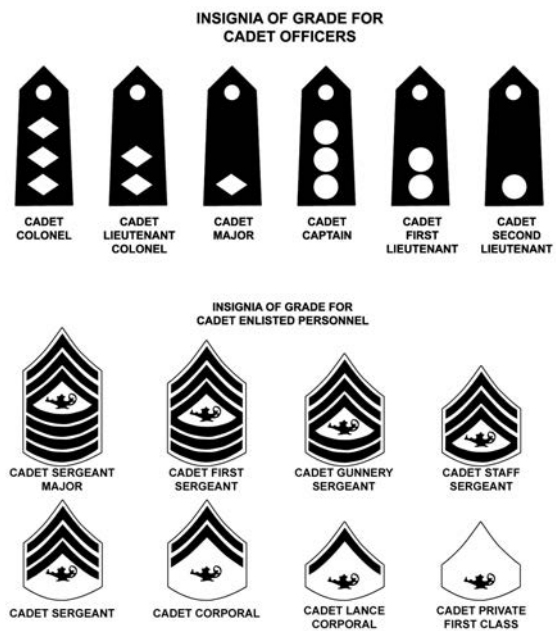 INSIGNIA OF GRADE FOR
CADET OFFICERS
CADET
COLONEL
CADET
LIEUTENANT
COLONEL
CADET
MAJOR
CADET
CAPTAIN
CADET
FIRST
LIEUTENANT
CADET
SECOND
LIEUTENANT
INSIGNIA OF GRADE FOR
CADET ENLISTED PERSONNEL
CADET SERGEANT
MAJOR
CADET FIRST
SERGEANT
CADET GUNNERY
SERGEANT
CADET STAFF
SERGEANT
CADET SERGEANT
CADET CORPORAL
CADET LANCE
CORPORAL
CADET PRIVATE
FIRST CLASS